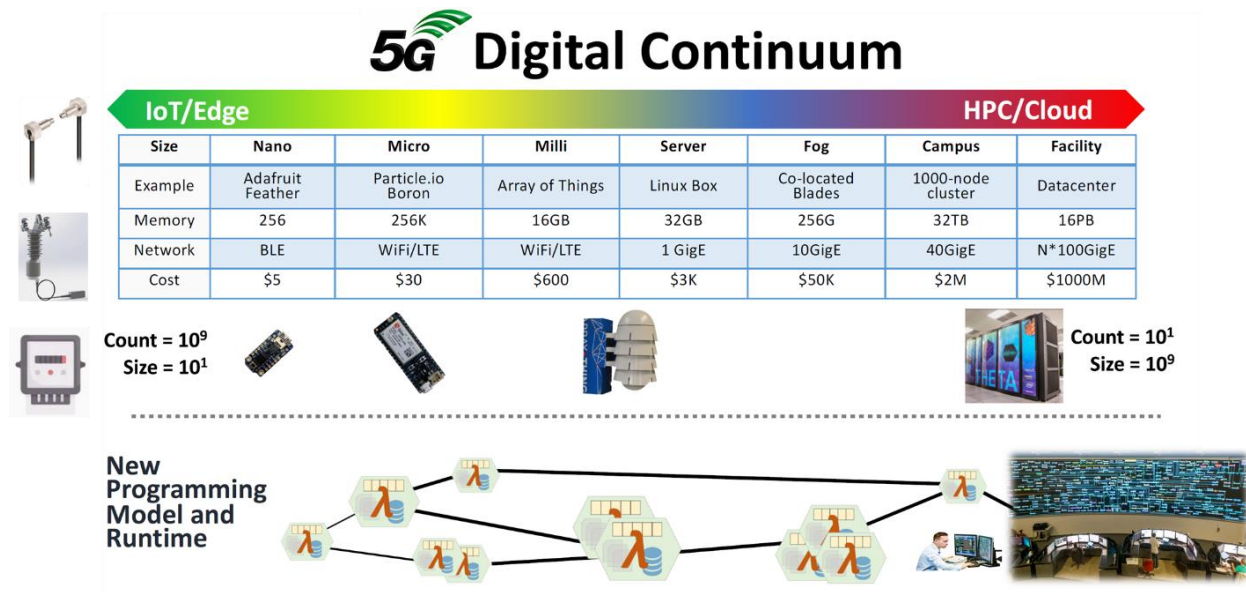 5G Digital Continuum
IoT/Edge HPC/Cloud
Size Nano Micro Milli Server Fog Campus Facility
Example Adafruit Feather Particle.io Boron Array of Things Linux Box Co-located Blades 1000-node cluster Datacenter
Memory 256 256K 16GB 32GB 256G 32TB 16PB
Network BLE WiFi/LTE WiFi/LTE 1 GigE 10GigE 40GigE N*100GigE
Cost $5 $30 $600 $3K $50K $2M $1000M
Count = 10⁹
Size = 10¹
THETA
Count = 10¹
Size = 10⁹
New
Programming
Model and
Runtime
λ
λ
λ
λ
λ
λ
λ
λ
λ
λ